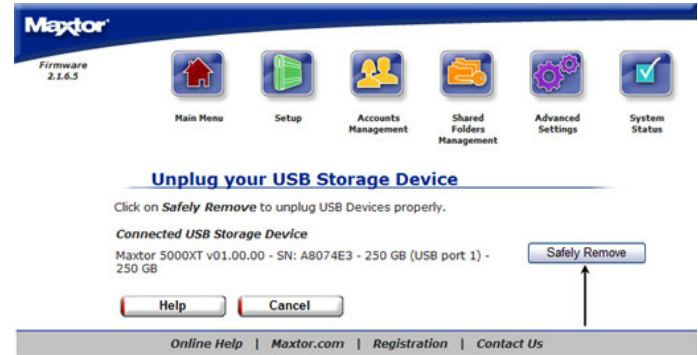 Maxtor
Firmware
2.1.6.5
Main Menu
Setup
Accounts
Management
Shared
Folders
Management
Advanced
Settings
System
Status
Unplug your USB Storage Device
Click on Safely Remove to unplug USB Devices properly.
Connected USB Storage Device
Maxtor 5000XT v01.00.00 - SN: A8074E3 - 250 GB (USB port 1) -
250 GB
Safely Remove
Help
Cancel
Online Help | Maxtor.com | Registration | Contact Us